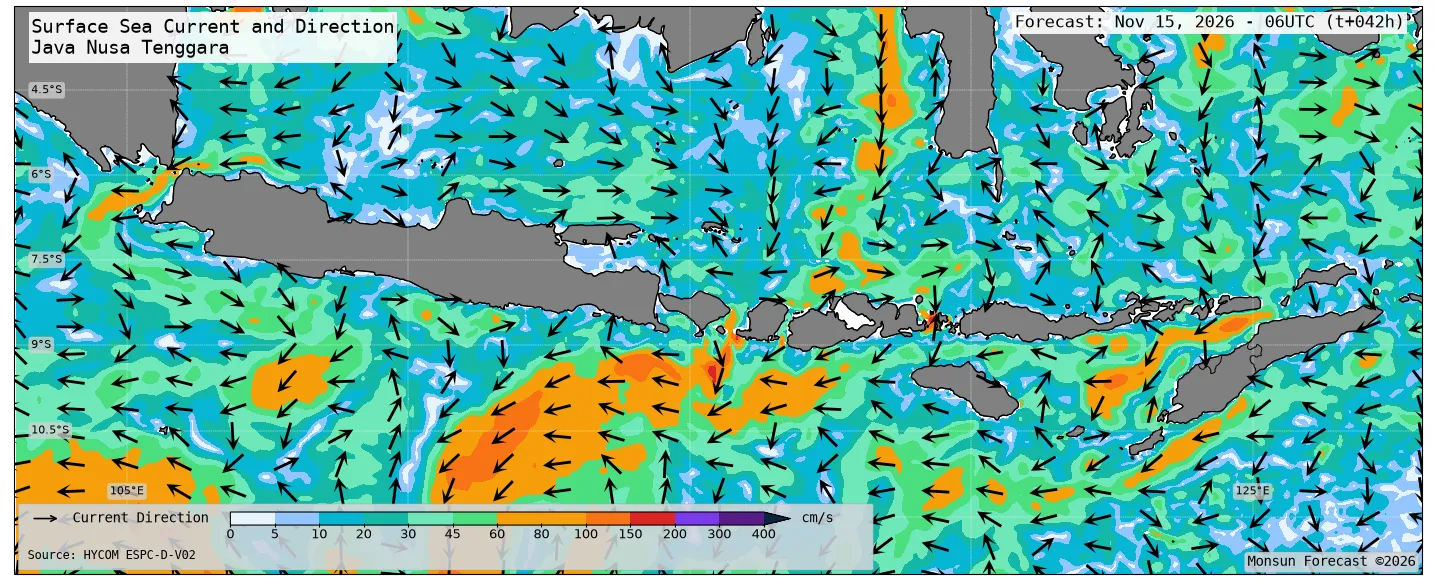 Surface Sea Current and Direction
Java Nusa Tenggara
Forecast: Nov 15, 2026 - 06UTC (t+042h)
4.5°S
6°S
7.5°S
9°S
10.5°S
105°E
125°E
Current Direction
0 5 10 20 30 45 60 80 100 150 200 300 400 cm/s
Source: HYCOM ESPC-D-V02
Monsun Forecast ©2026